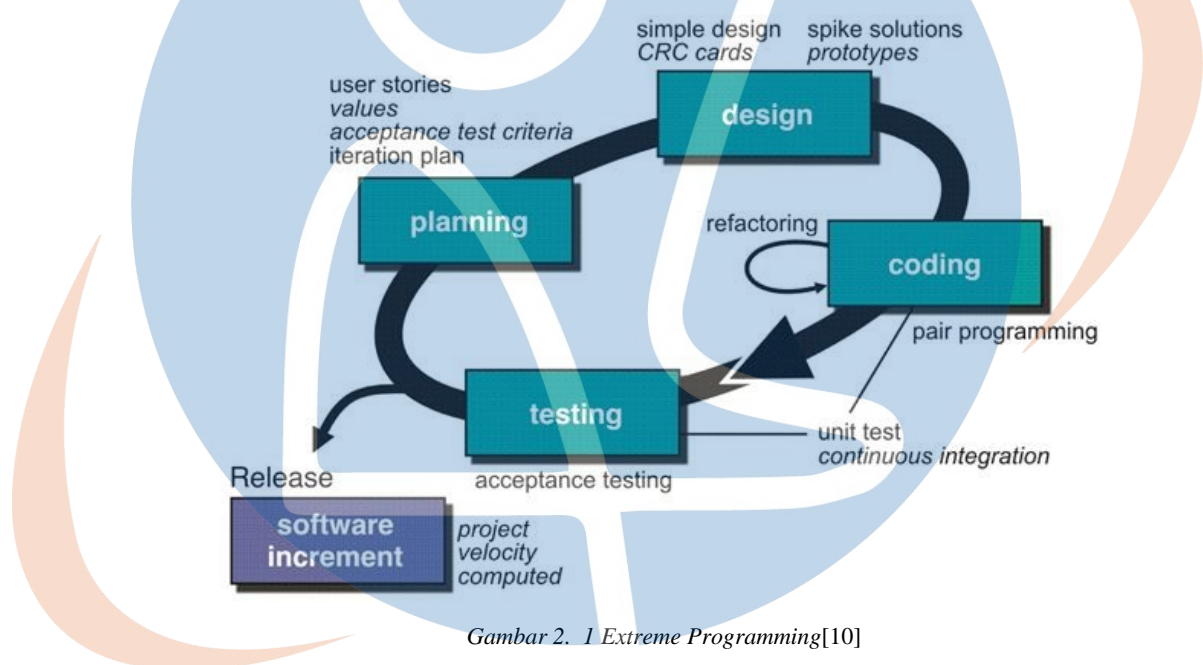 simple design
CRC cards
spike solutions
prototypes
design
user stories
values
acceptance test criteria
iteration plan
planning
refactoring
coding
pair programming
testing
unit test
continuous integration
acceptance testing
Release
software
increment
project
velocity
computed
Gambar 2. 1 Extreme Programming[10]